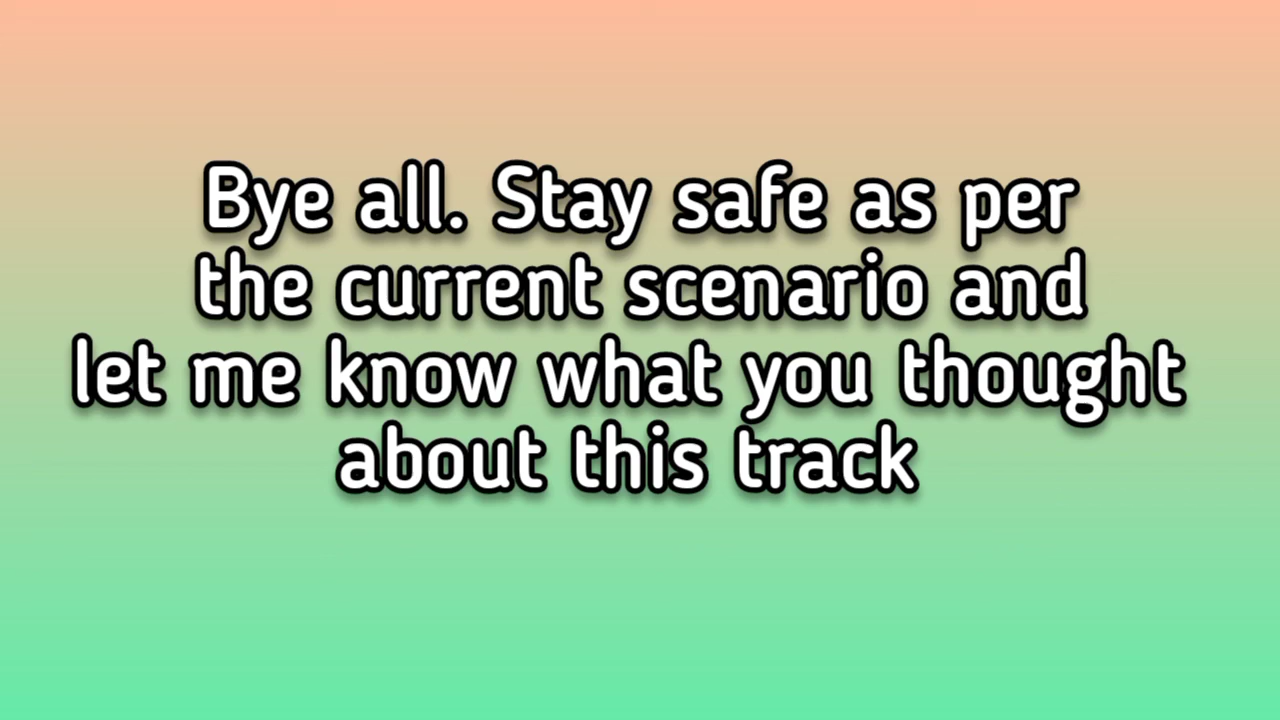 Bye all. Stay safe as per
the current scenario and
let me know what you thought
about this track